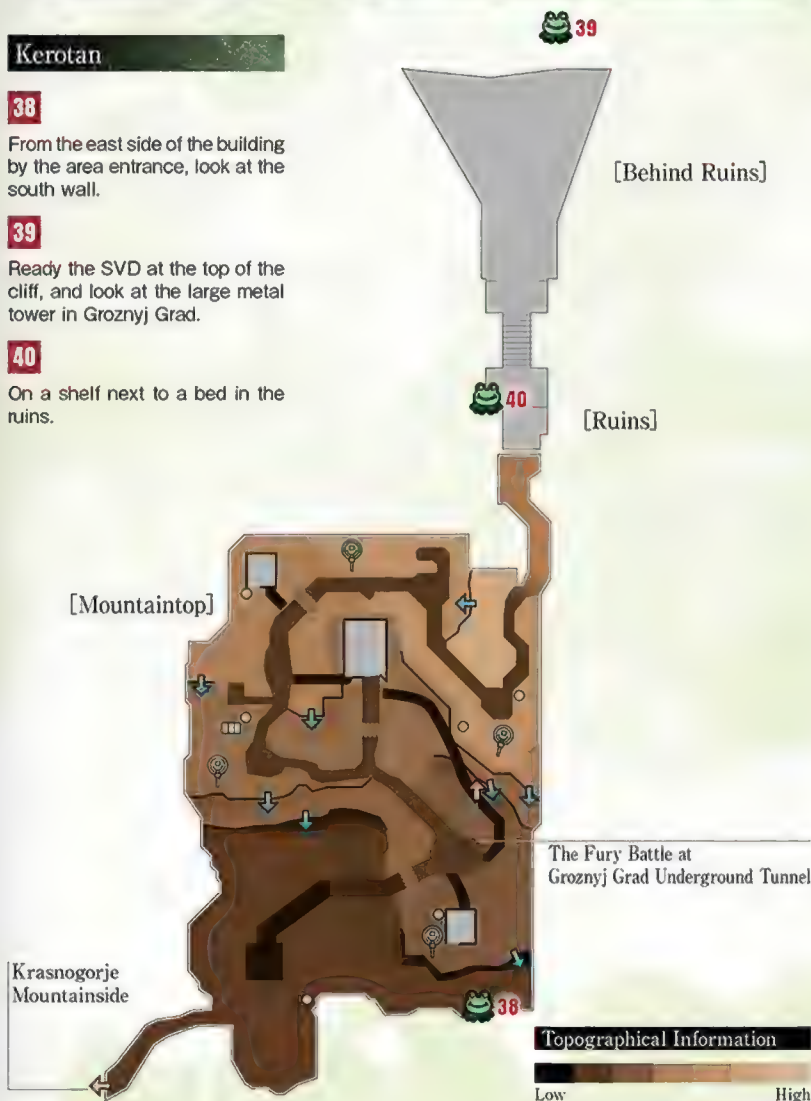 Kerotan
38
From the east side of the building
by the area entrance, look at the
south wall.
39
Ready the SVD at the top of the
cliff, and look at the large metal
tower in Groznyj Grad.
40
On a shelf next to a bed in the
ruins.
39
[Behind Ruins]
40
[Ruins]
[Mountaintop]
The Fury Battle at
Groznyj Grad Underground Tunnel
Krasnogorje
Mountainside
38
Topographical Information
Low High